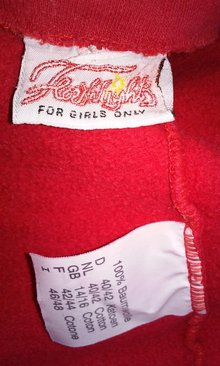 Flashlights
FOR GIRLS ONLY
100% Baumwolle
D 40/42 Katoen
NL 40/42 Cotton
GB 14/16 Coton
F 42/44 Cotone
I 46/48